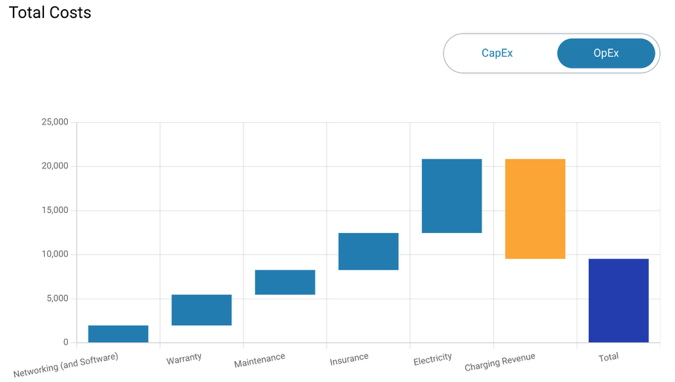 Total Costs
CapEx
OpEx
25,000
20,000
15,000
10,000
5,000
0
Networking (and Software)
Warranty
Maintenance
Insurance
Electricity
Charging Revenue
Total